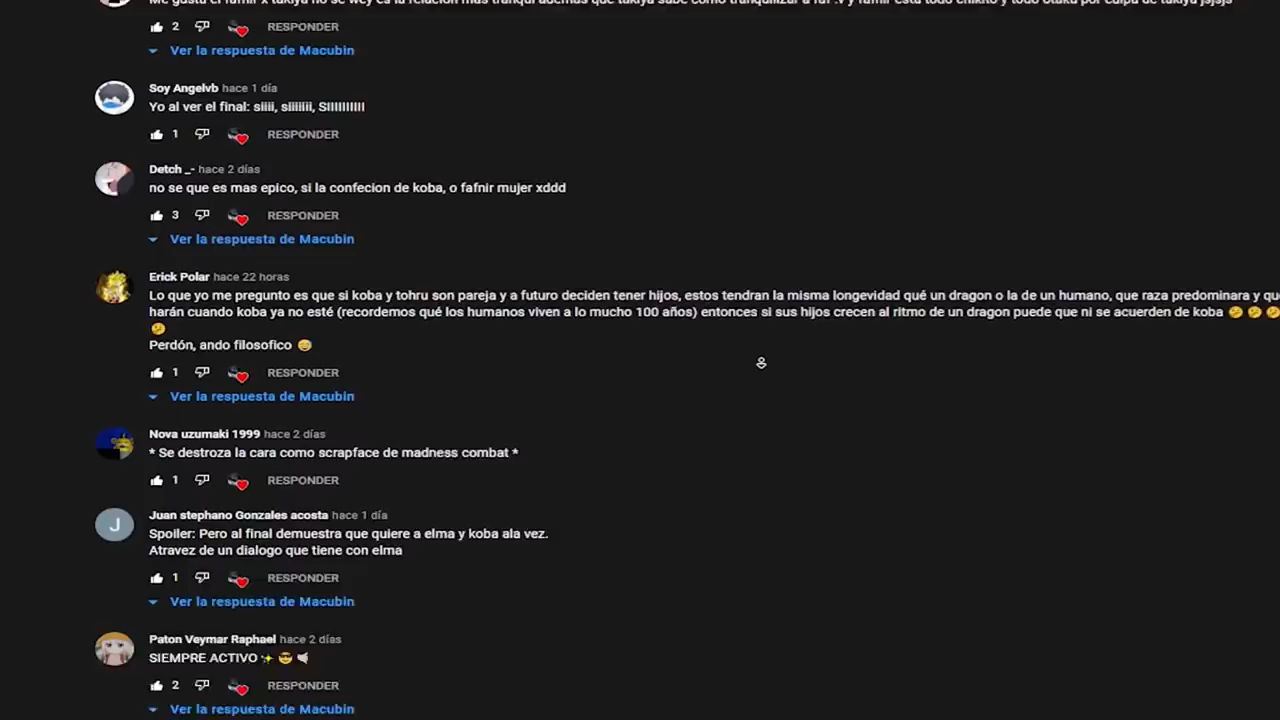 Me gusta el fafnir x takiya no se wey es la relacion mas tranqui ademas que takiya sabe como tranquilizar a faf :v y famir esta todo chikito y todo otaku por culpa de takiya jsjsjs
2 RESPONDER
Ver la respuesta de Macubin
Soy Angelvb hace 1 día
Yo al ver el final: siiii, siiiiiii, SIIIIIIIIII
1 RESPONDER
Detch _- hace 2 días
no se que es mas epico, si la confecion de koba, o fafnir mujer xddd
3 RESPONDER
Ver la respuesta de Macubin
Erick Polar hace 22 horas
Lo que yo me pregunto es que si koba y tohru son pareja y a futuro deciden tener hijos, estos tendran la misma longevidad qué un dragon o la de un humano, que raza predominara y
harán cuando koba ya no esté (recordemos qué los humanos viven a lo mucho 100 años) entonces si sus hijos crecen al ritmo de un dragon puede que ni se acuerden de koba 🤔 🤔 🤔
🤔
Perdón, ando filosofico 😅
1 RESPONDER
Ver la respuesta de Macubin
Nova uzumaki 1999 hace 2 días
* Se destroza la cara como scrapface de madness combat *
1 RESPONDER
J
Juan stephano Gonzales acosta hace 1 día
Spoiler: Pero al final demuestra que quiere a elma y koba ala vez.
Atravez de un dialogo que tiene con elma
1 RESPONDER
Ver la respuesta de Macubin
Paton Veymar Raphael hace 2 días
SIEMPRE ACTIVO ✨ 😎 🤙
2 RESPONDER
Ver la respuesta de Macubin